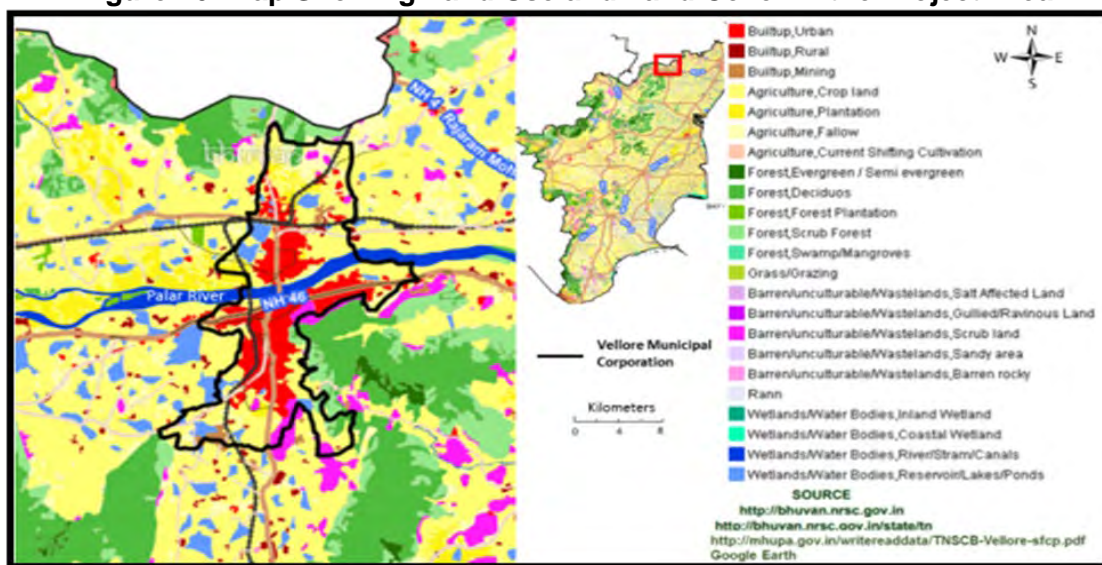 NH 4
Rajaram Moh
Palar River
NH 46
N
W
E
S
Vellore Municipal
Corporation
Kilometers
0 4 8
Builtup,Urban
Builtup,Rural
Builtup,Mining
Agriculture,Crop land
Agriculture,Plantation
Agriculture,Fallow
Agriculture,Current Shifting Cultivation
Forest,Evergreen / Semi evergreen
Forest,Deciduos
Forest,Forest Plantation
Forest,Scrub Forest
Forest,Swamp/Mangroves
Grass/Grazing
Barren/unculturable/Wastelands,Salt Affected Land
Barren/unculturable/Wastelands,Gullied/Ravinous Land
Barren/unculturable/Wastelands,Scrub land
Barren/unculturable/Wastelands,Sandy area
Barren/unculturable/Wastelands,Barren rocky
Rann
Wetlands/Water Bodies,Inland Wetland
Wetlands/Water Bodies,Coastal Wetland
Wetlands/Water Bodies,River/Stram/Canals
Wetlands/Water Bodies,Reservoir/Lakes/Ponds
SOURCE
http://bhuvan.nrsc.gov.in
http://bhuvan.nrsc.gov.in/state/tn
http://mhupa.gov.in/writereaddata/TNSCB-Vellore-sfcp.pdf
Google Earth